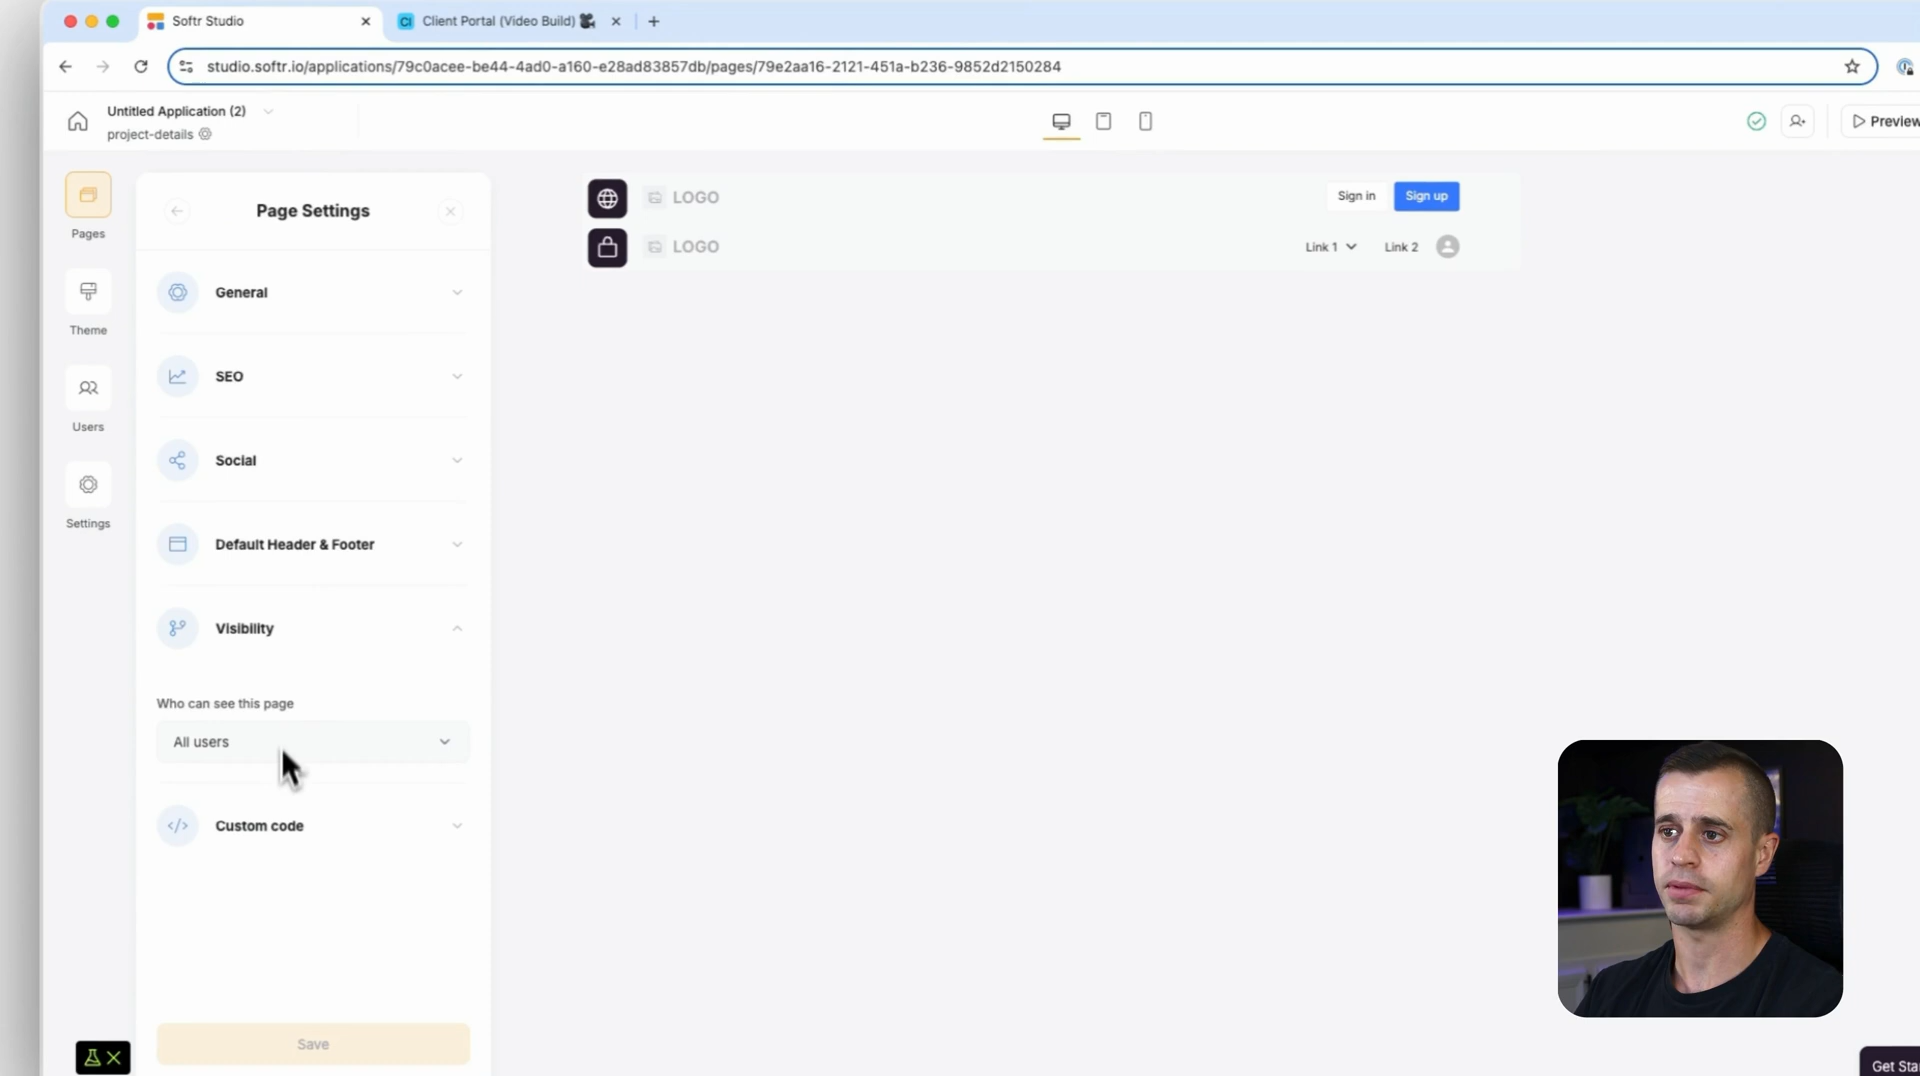 Softr Studio
Client Portal (Video Build)
studio.softr.io/applications/79c0acee-be44-4ad0-a160-e28ad83857db/pages/79e2aa16-2121-451a-b236-9852d2150284
Untitled Application (2)
project-details
Preview
Pages
Theme
Users
Settings
Page Settings
General
SEO
Social
Default Header & Footer
Visibility
Who can see this page
All users
Custom code
Save
LOGO
Sign in
Sign up
LOGO
Link 1
Link 2
Get Sta